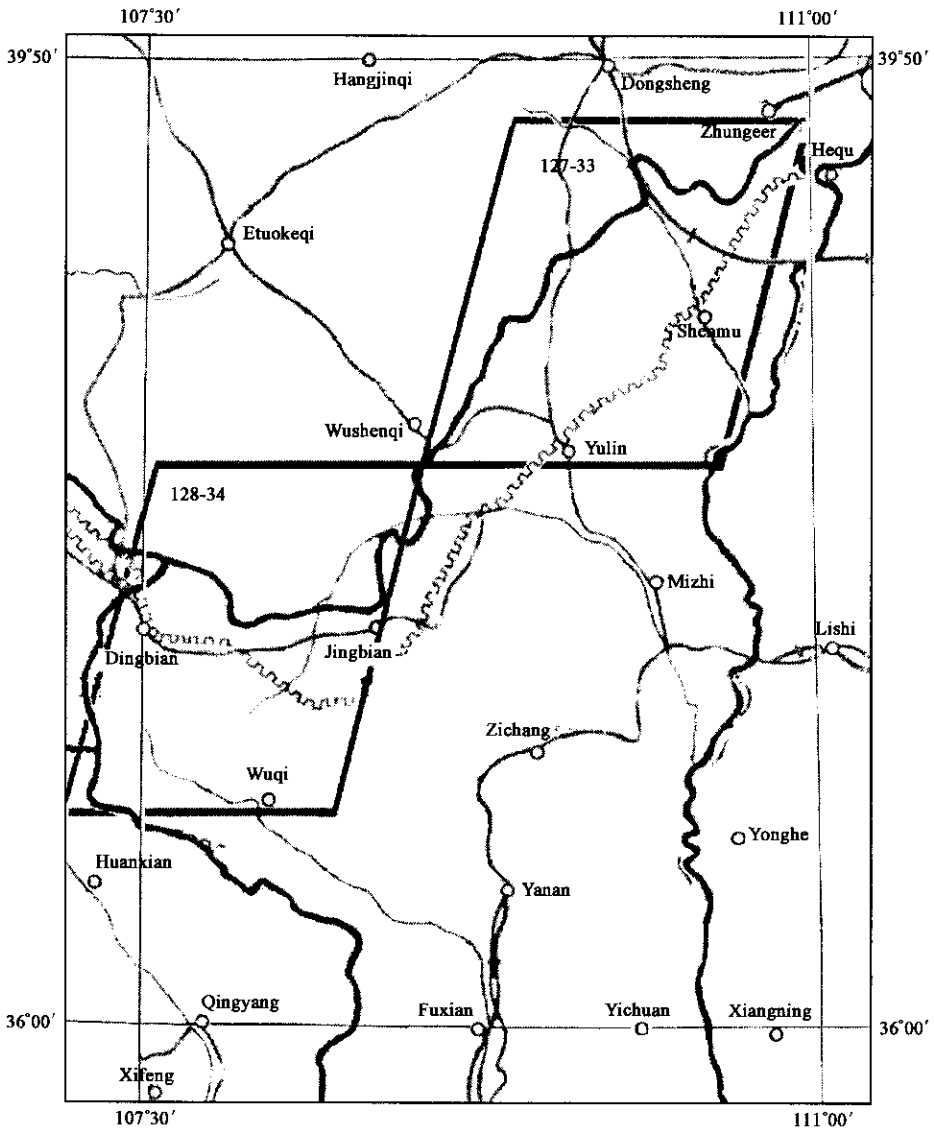 107°30′
111°00′
39°50′
39°50′
Hangjinqi
Dongsheng
Zhungeer
Hequ
127-33
Etuokeqi
Shenmu
Wushenqi
Yulin
128-34
Mizhi
Dingbian
Jingbian
Lishi
Zichang
Wuqi
Yonghe
Huanxian
Yanan
Qingyang
Fuxian
Yichuan
Xiangning
36°00′
36°00′
Xifeng
107°30′
111°00′